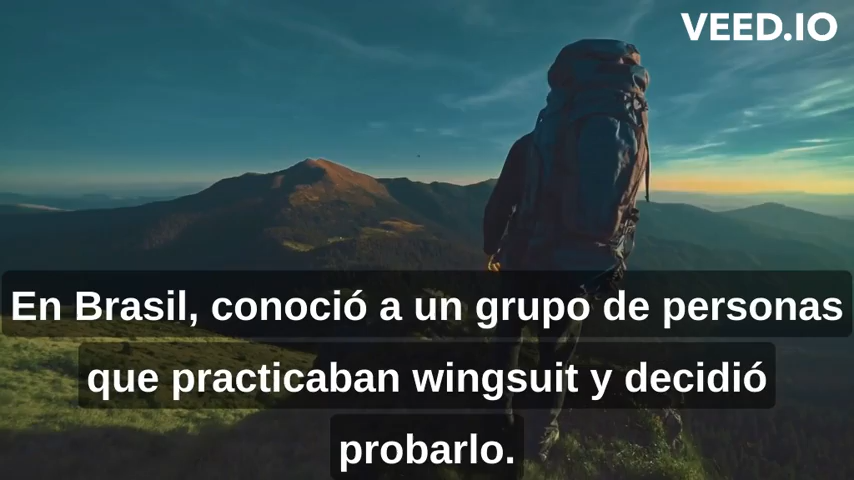 VEED.IO
En Brasil, conoció a un grupo de personas
que practicaban wingsuit y decidió
probarlo.